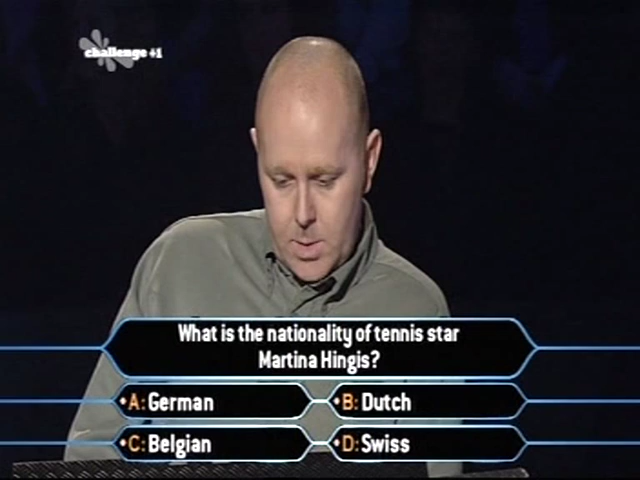 challenge +1
What is the nationality of tennis star
Martina Hingis?
A: German
B: Dutch
C: Belgian
D: Swiss